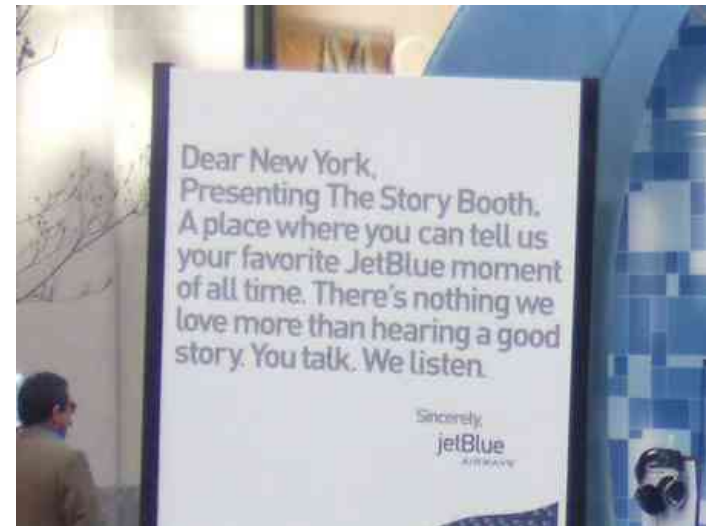 Dear New York,
Presenting The Story Booth.
A place where you can tell us
your favorite JetBlue moment
of all time. There's nothing we
love more than hearing a good
story. You talk. We listen.
Sincerely,
jetBlue
AIRWAYS